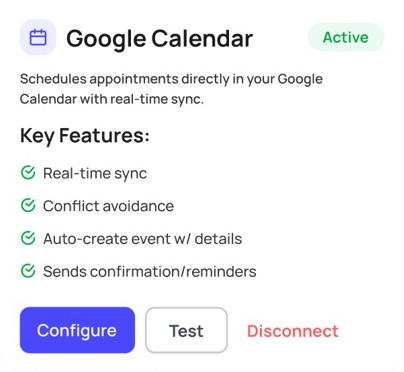 Google Calendar
Active
Schedules appointments directly in your Google
Calendar with real-time sync.
Key Features:
Real-time sync
Conflict avoidance
Auto-create event w/ details
Sends confirmation/reminders
Configure
Test
Disconnect